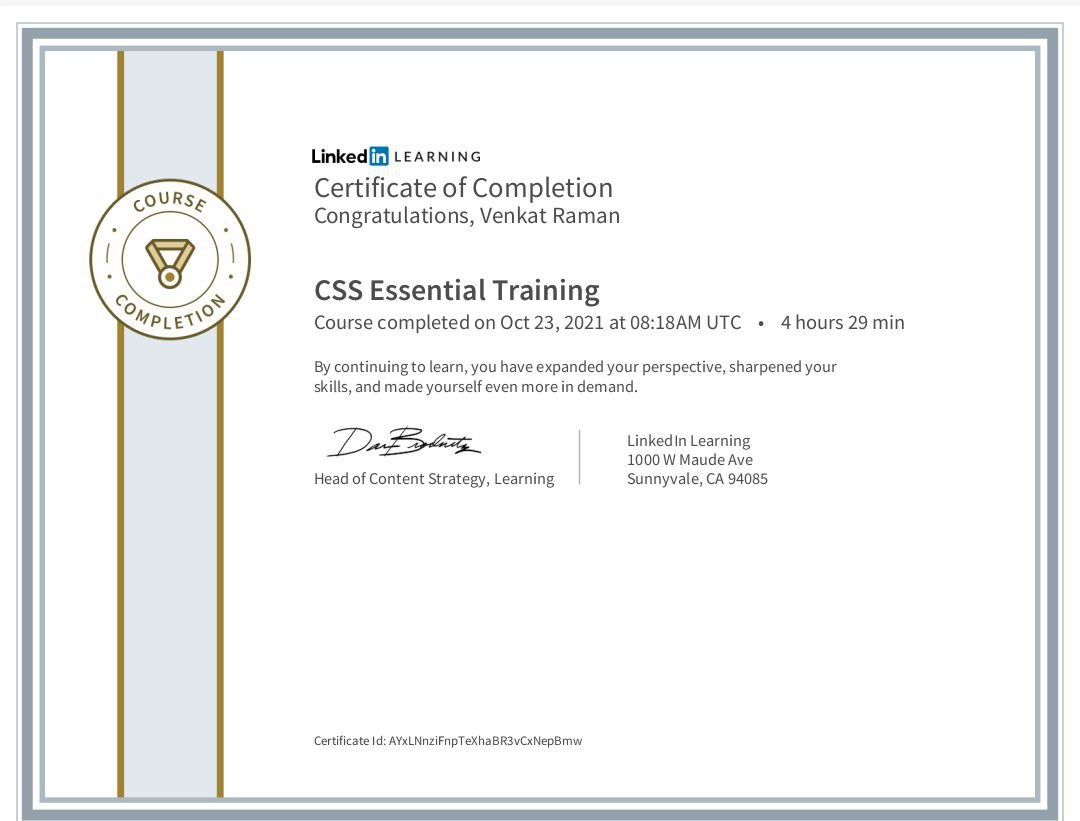 COURSE
COMPLETION
Linked in LEARNING
Certificate of Completion
Congratulations, Venkat Raman
CSS Essential Training
Course completed on Oct 23, 2021 at 08:18AM UTC • 4 hours 29 min
By continuing to learn, you have expanded your perspective, sharpened your
skills, and made yourself even more in demand.
Head of Content Strategy, Learning
LinkedIn Learning
1000 W Maude Ave
Sunnyvale, CA 94085
Certificate Id: AYxLNnziFnpTeXhaBR3vCxNepBmw